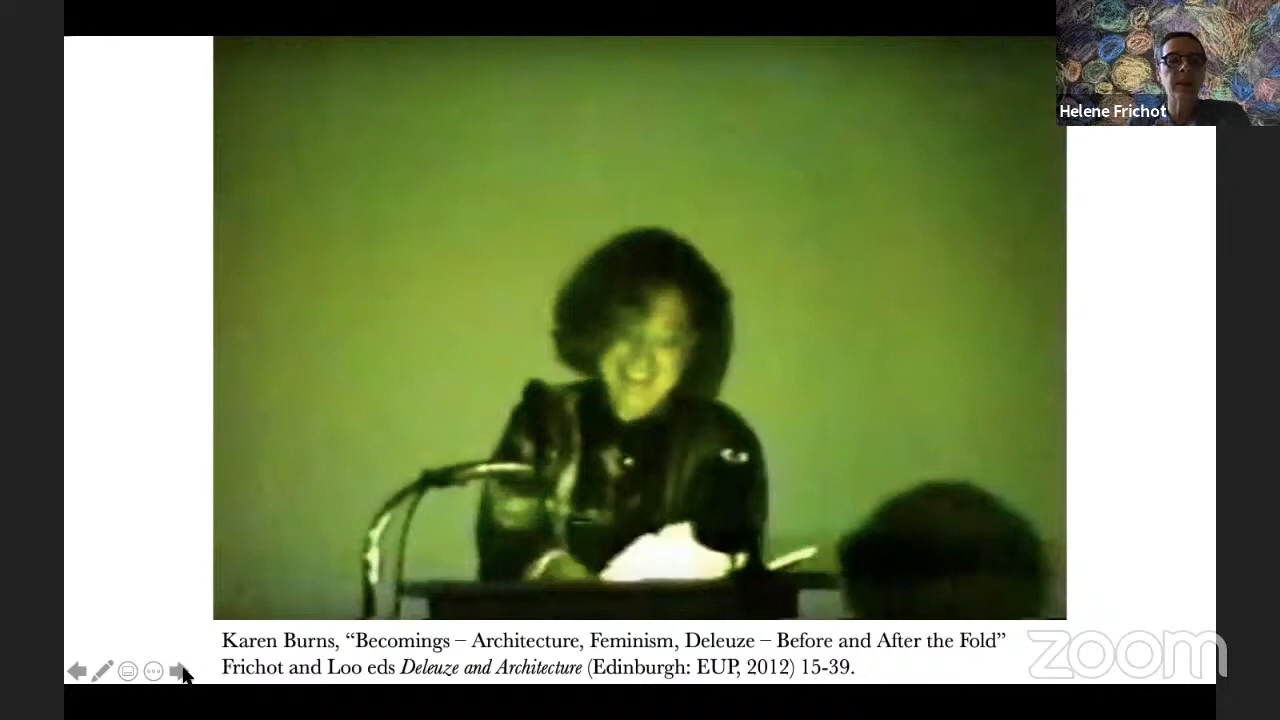 Helene Frichot
Karen Burns, “Becomings – Architecture, Feminism, Deleuze – Before and After the Fold”
Frichot and Loo eds Deleuze and Architecture (Edinburgh: EUP, 2012) 15-39.
zoom